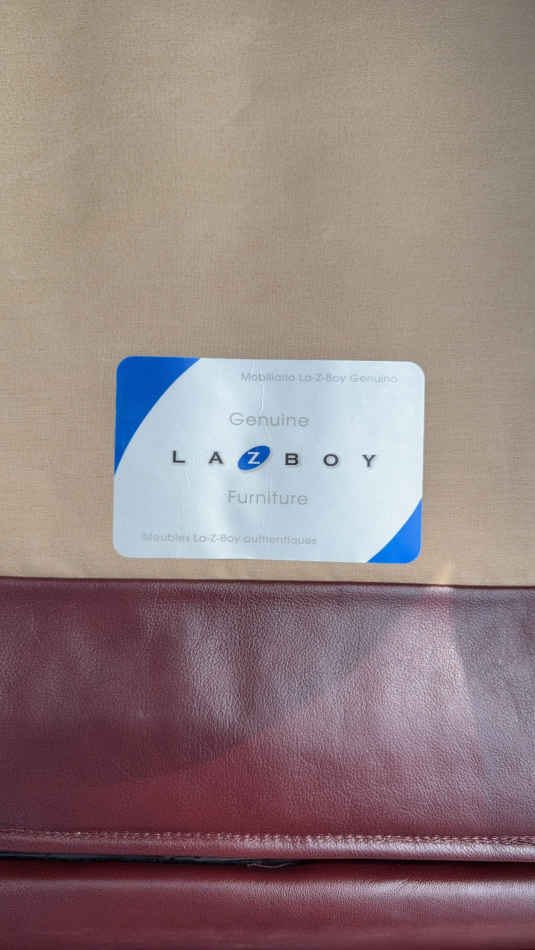 Mobiliario La-Z-Boy Genuino
Genuine
LAZBOY
Furniture
Meubles La-Z-Boy authentiques